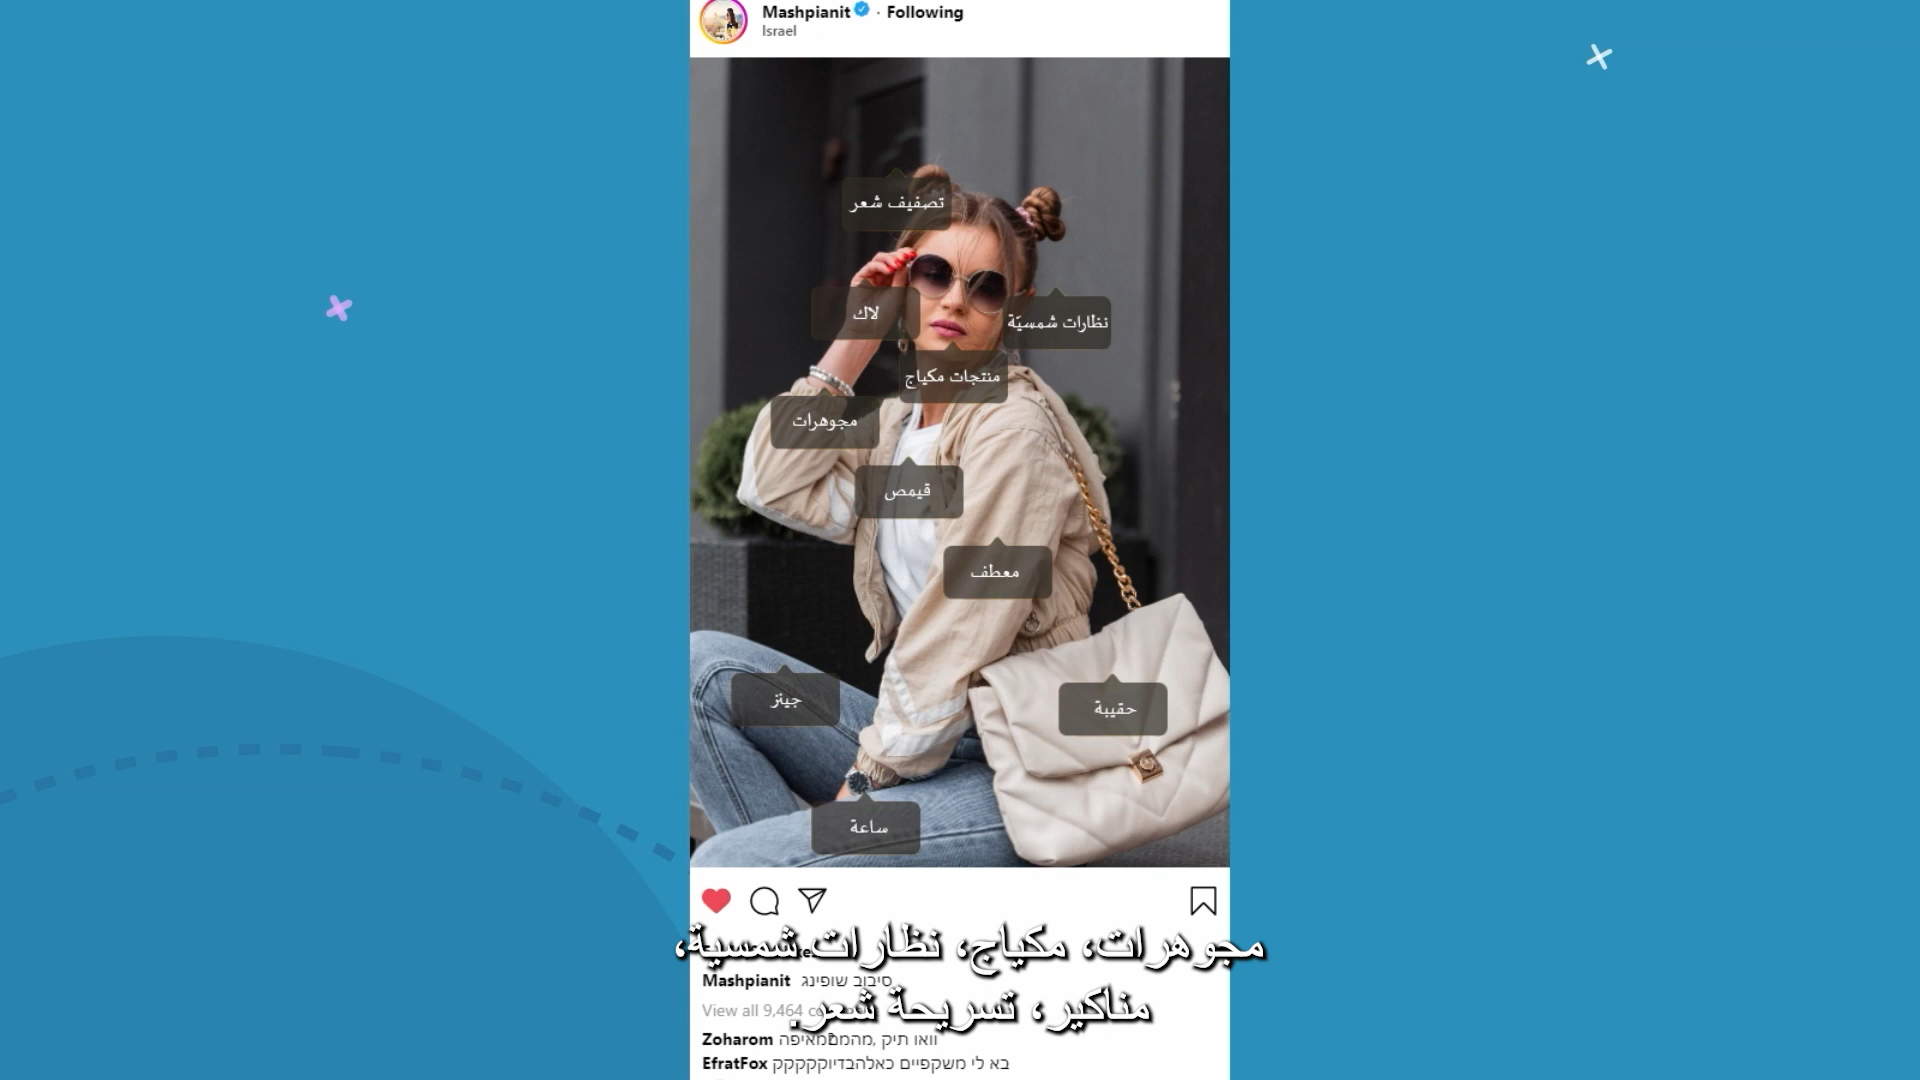 Mashpianit · Following
Israel
تصفيف شعر
لاك
نظارات شمسيّة
منتجات مكياج
مجوهرات
قيمص
معطف
جينز
حقيبة
ساعة
مجوهرات، مكياج، نظارات شمسية،
Mashpianit סיבוב שופינג
View all 9,464
مناكير، تسريحة شعر.
Zoharom וואו תיק ,מהממממאיפה
EfratFox בא לי משקפיים כאלהבדיוקקקקק